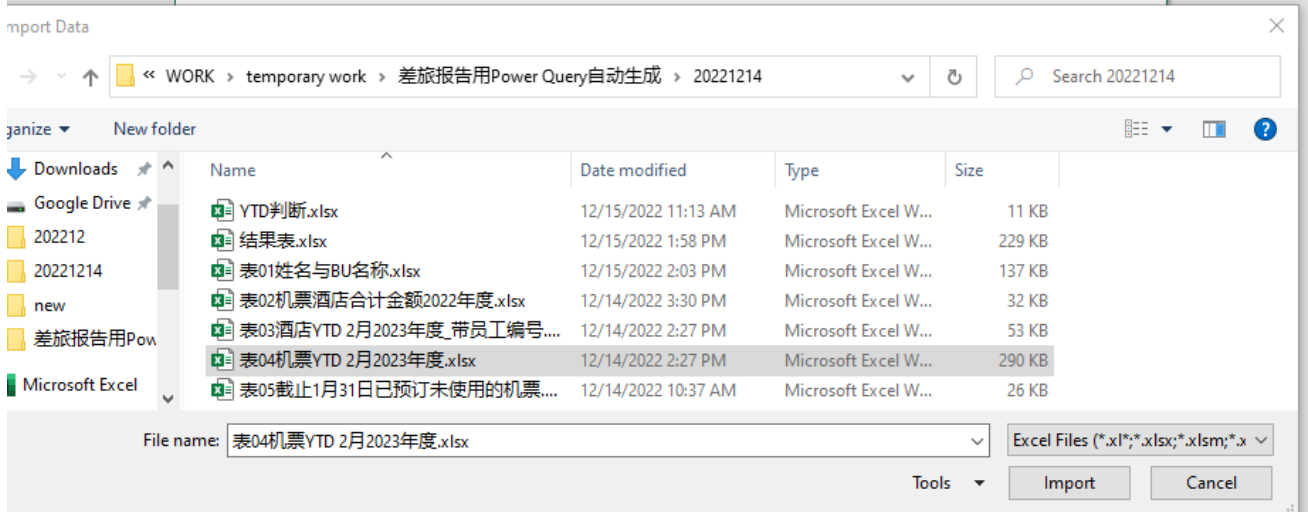 mport Data
« WORK › temporary work › 差旅报告用Power Query自动生成 › 20221214
Search 20221214
ganize
New folder
Downloads
Google Drive
202212
20221214
new
差旅报告用Pow
Microsoft Excel
Name Date modified Type Size
YTD判断.xlsx 12/15/2022 11:13 AM Microsoft Excel W... 11 KB
结果表.xlsx 12/15/2022 1:58 PM Microsoft Excel W... 229 KB
表01姓名与BU名称.xlsx 12/15/2022 2:03 PM Microsoft Excel W... 137 KB
表02机票酒店合计金额2022年度.xlsx 12/14/2022 3:30 PM Microsoft Excel W... 32 KB
表03酒店YTD 2月2023年度_带员工编号.... 12/14/2022 2:27 PM Microsoft Excel W... 53 KB
表04机票YTD 2月2023年度.xlsx 12/14/2022 2:27 PM Microsoft Excel W... 290 KB
表05截止1月31日已预订未使用的机票.... 12/14/2022 10:37 AM Microsoft Excel W... 26 KB
File name: 表04机票YTD 2月2023年度.xlsx
Excel Files (*.xl*;*.xlsx;*.xlsm;*.x
Tools
Import
Cancel